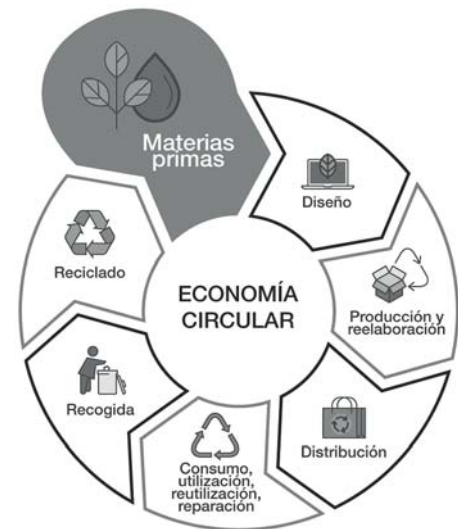 Materias
primas
Diseño
Producción y
reelaboración
Distribución
Consumo,
utilización,
reutilización,
reparación
Recogida
Reciclado
ECONOMÍA
CIRCULAR